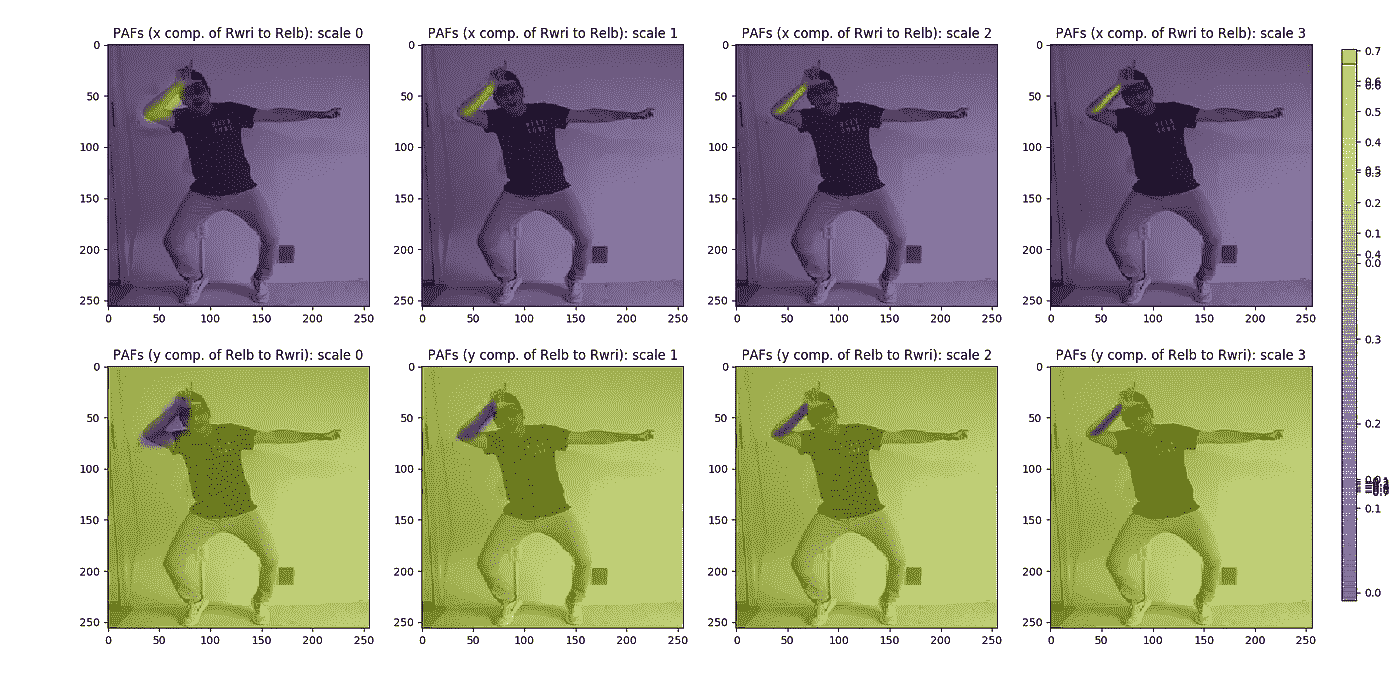 PAFs (x comp. of Rwri to Relb): scale 0 PAFs (x comp. of Rwri to Relb): scale 1 PAFs (x comp. of Rwri to Relb): scale 2 PAFs (x comp. of Rwri to Relb): scale 3
0 0 0 0 0.7
0.6
0.6
50 50 50 50 0.5
100 100 100 100 0.4
0.5
0.3
150 150 150 150 0.2
200 200 200 200 0.1
0.4
0.0
250 250 250 250
0 50 100 150 200 250 0 50 100 150 200 250 0 50 100 150 200 250 0 50 100 150 200 250
0.3
PAFs (y comp. of Relb to Rwri): scale 0 PAFs (y comp. of Relb to Rwri): scale 1 PAFs (y comp. of Relb to Rwri): scale 2 PAFs (y comp. of Relb to Rwri): scale 3
0 0 0 0
50 50 50 50 0.2
100 100 100 100
150 150 150 150 0.1
200 200 200 200 0.0
250 250 250 250
0 50 100 150 200 250 0 50 100 150 200 250 0 50 100 150 200 250 0 50 100 150 200 250